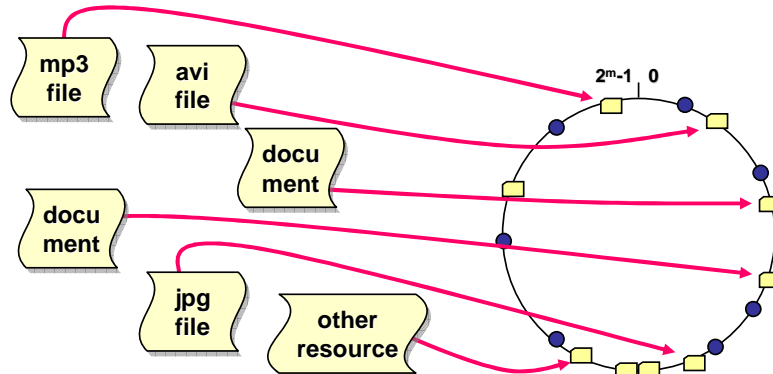 mp3
file
avi
file
2ᵐ-1 0
docu
ment
docu
ment
jpg
file
other
resource